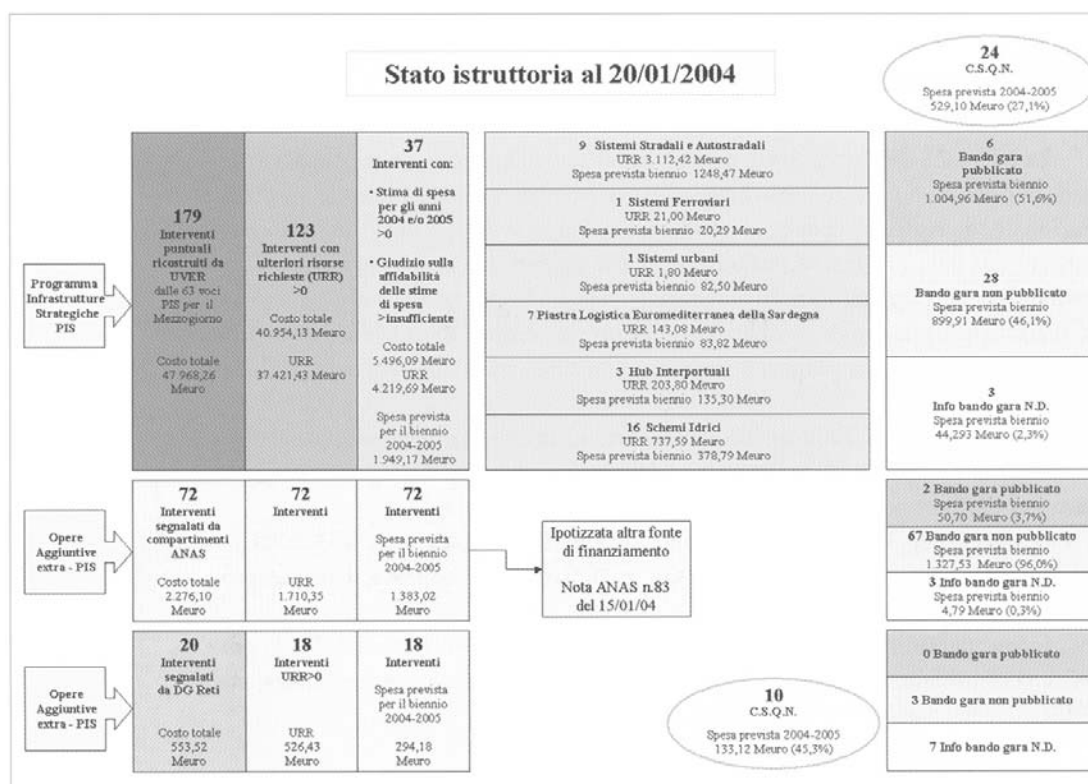 Stato istruttoria al 20/01/2004
24
C.S.Q.N.
Spesa prevista 2004-2005
529,10 Meuro (27,1%)
Programma
Infrastrutture
Strategiche
PIS
179
Interventi
puntuali
ricostruiti da
UVER
dalle 63 voci
PIS per il
Mezzogiorno
Costo totale
47.968,26
Meuro
123
Interventi con
ulteriori risorse
richieste (URR)
>0
Costo totale
40.954,13 Meuro
URR
37.421,43 Meuro
37
Interventi con:
• Stima di spesa
per gli anni
2004 e/o 2005
>0
• Giudizio sulla
affidabilità
delle stime
di spesa
>insufficiente
Costo totale
5.496,09 Meuro
URR
4.219,69 Meuro
Spesa prevista
per il biennio
2004-2005
1.949,17 Meuro
9 Sistemi Stradali e Autostradali
URR 3.112,42 Meuro
Spesa prevista biennio 1248,47 Meuro
1 Sistemi Ferroviari
URR 21,00 Meuro
Spesa prevista biennio 20,29 Meuro
1 Sistemi urbani
URR 1,80 Meuro
Spesa prevista biennio 82,50 Meuro
7 Piastra Logistica Euromediterranea della Sardegna
URR 143,08 Meuro
Spesa prevista biennio 83,82 Meuro
3 Hub Interportuali
URR 203,80 Meuro
Spesa prevista biennio 135,30 Meuro
16 Schemi Idrici
URR 737,59 Meuro
Spesa prevista biennio 378,79 Meuro
6
Bando gara
pubblicato
Spesa prevista
biennio
1.004,96 Meuro (51,6%)
28
Bando gara non pubblicato
Spesa prevista
biennio
899,91 Meuro (46,1%)
3
Info bando gara N.D.
Spesa prevista
biennio
44,293 Meuro (2,3%)
Opere
Aggiuntive
extra - PIS
72
Interventi
segnalati da
compartimenti
ANAS
Costo totale
2.276,10
Meuro
72
Interventi
URR
1.710,35
Meuro
72
Interventi
Spesa prevista
per il biennio
2004-2005
1.383,02
Meuro
Ipotizzata altra fonte
di finanziamento
Nota ANAS n.83
del 15/01/04
2 Bando gara pubblicato
Spesa prevista
biennio
50,70 Meuro (3,7%)
67 Bando gara non pubblicato
Spesa prevista
biennio
1.327,53 Meuro (96,0%)
3 Info bando gara N.D.
Spesa prevista
biennio
4,79 Meuro (0,3%)
Opere
Aggiuntive
extra - PIS
20
Interventi
segnalati
da DG Reti
Costo totale
553,52
Meuro
18
Interventi
URR>0
URR
526,43
Meuro
18
Interventi
Spesa prevista
per il biennio
2004-2005
294,18
Meuro
10
C.S.Q.N.
Spesa prevista 2004-2005
133,12 Meuro (45,3%)
0 Bando gara pubblicato
3 Bando gara non pubblicato
7 Info bando gara N.D.